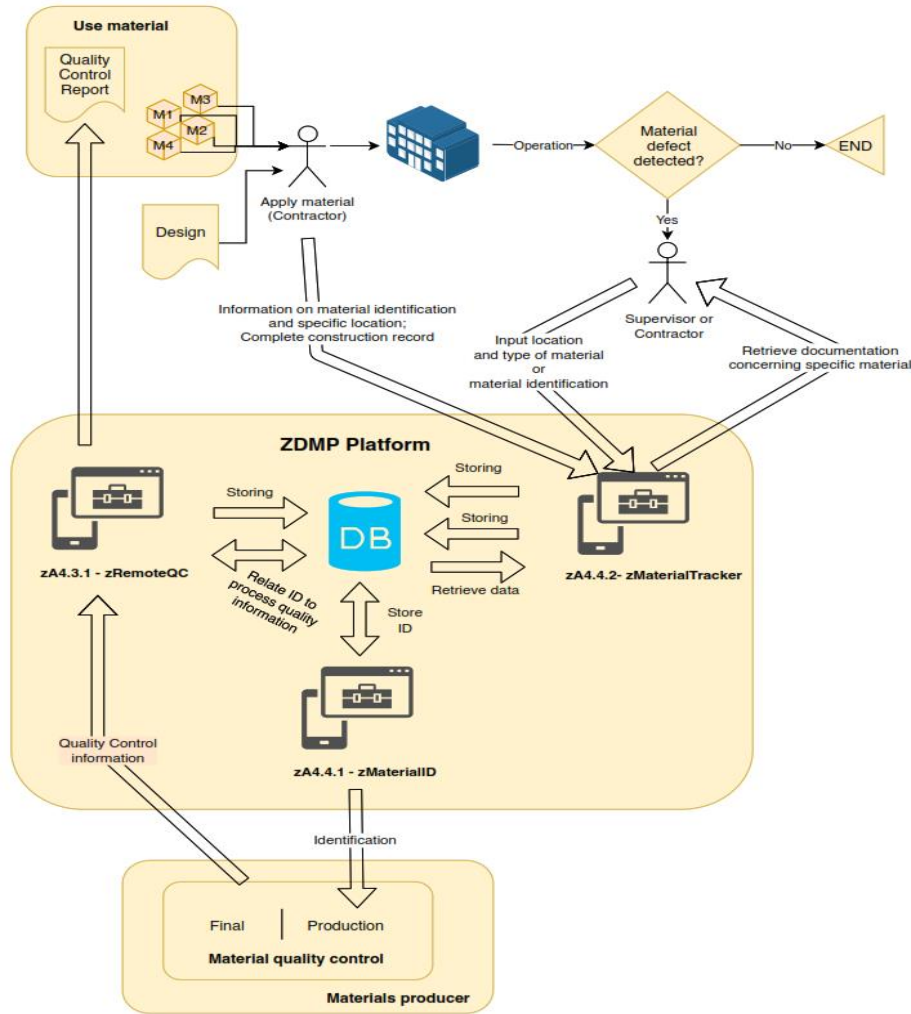 Use material
Quality
Control
Report
M3
M1
M2
M4
Apply material
(Contractor)
Design
Operation
Material
defect
detected?
No
END
Yes
Supervisor or
Contractor
Information on material identification
and specific location;
Complete construction record
Input location
and type of material
or
material identification
Retrieve documentation
concerning specific material
ZDMP Platform
Storing
Storing
DB
Storing
zA4.3.1 - zRemoteQC
zA4.4.2- zMaterialTracker
Relate ID to
process quality
information
Retrieve data
Store
ID
Quality Control
information
zA4.4.1 - zMaterialID
Identification
Final
Production
Material quality control
Materials producer